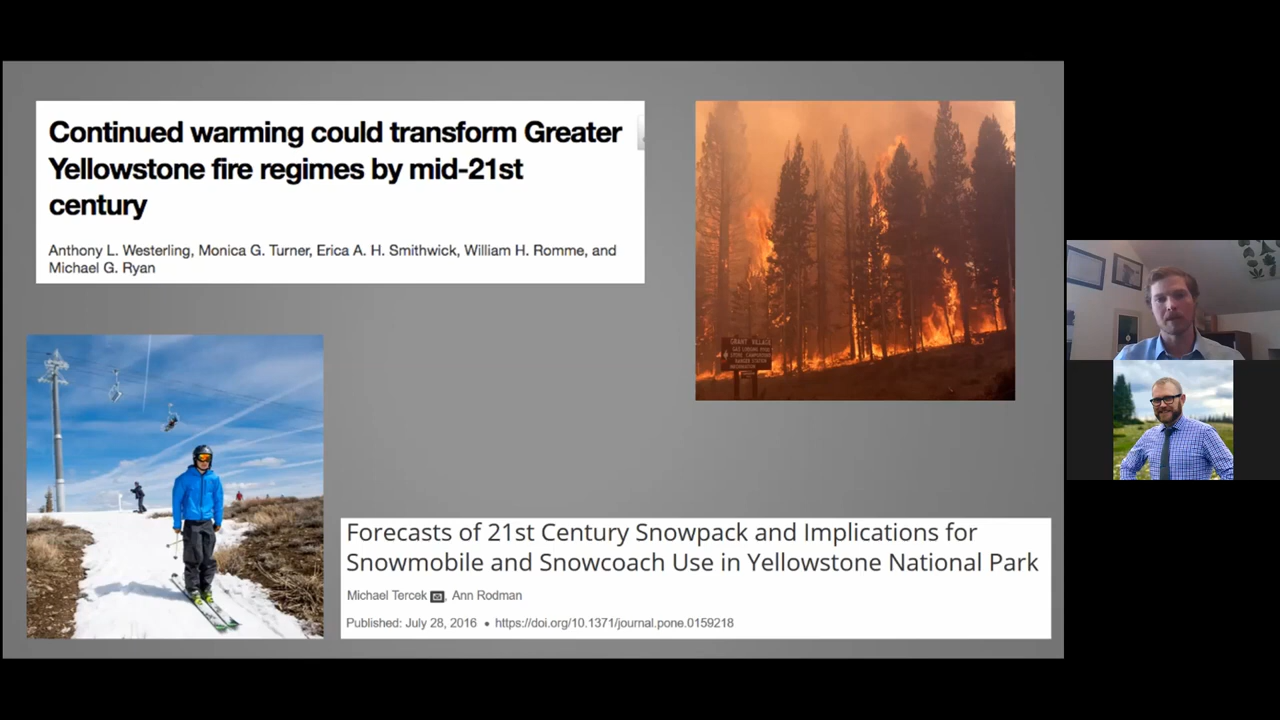 Continued warming could transform Greater
Yellowstone fire regimes by mid-21st
century
Anthony L. Westerling, Monica G. Turner, Erica A. H. Smithwick, William H. Romme, and
Michael G. Ryan
GRANT VILLAGE
Forecasts of 21st Century Snowpack and Implications for
Snowmobile and Snowcoach Use in Yellowstone National Park
Michael Tercek , Ann Rodman
Published: July 28, 2016 • https://doi.org/10.1371/journal.pone.0159218